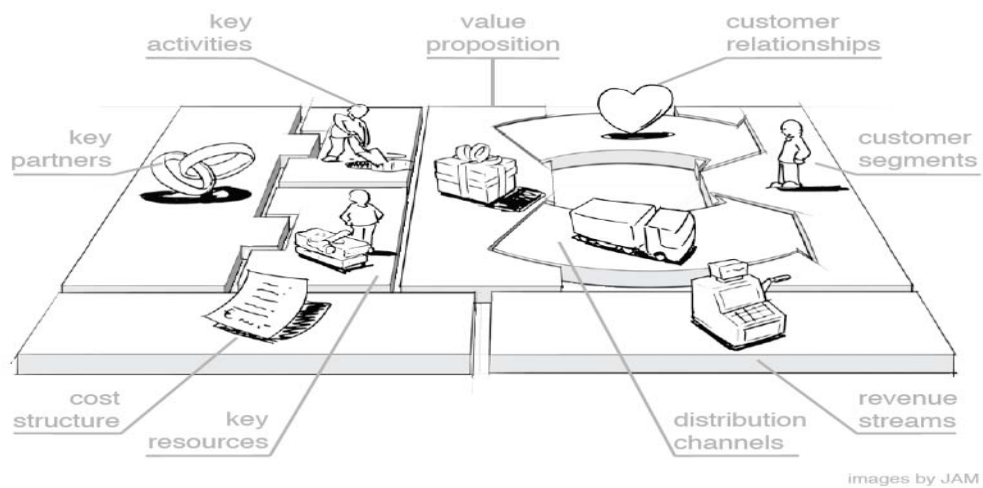 key
activities
value
proposition
customer
relationships
key
partners
customer
segments
cost
structure
key
resources
distribution
channels
revenue
streams
images by JAM